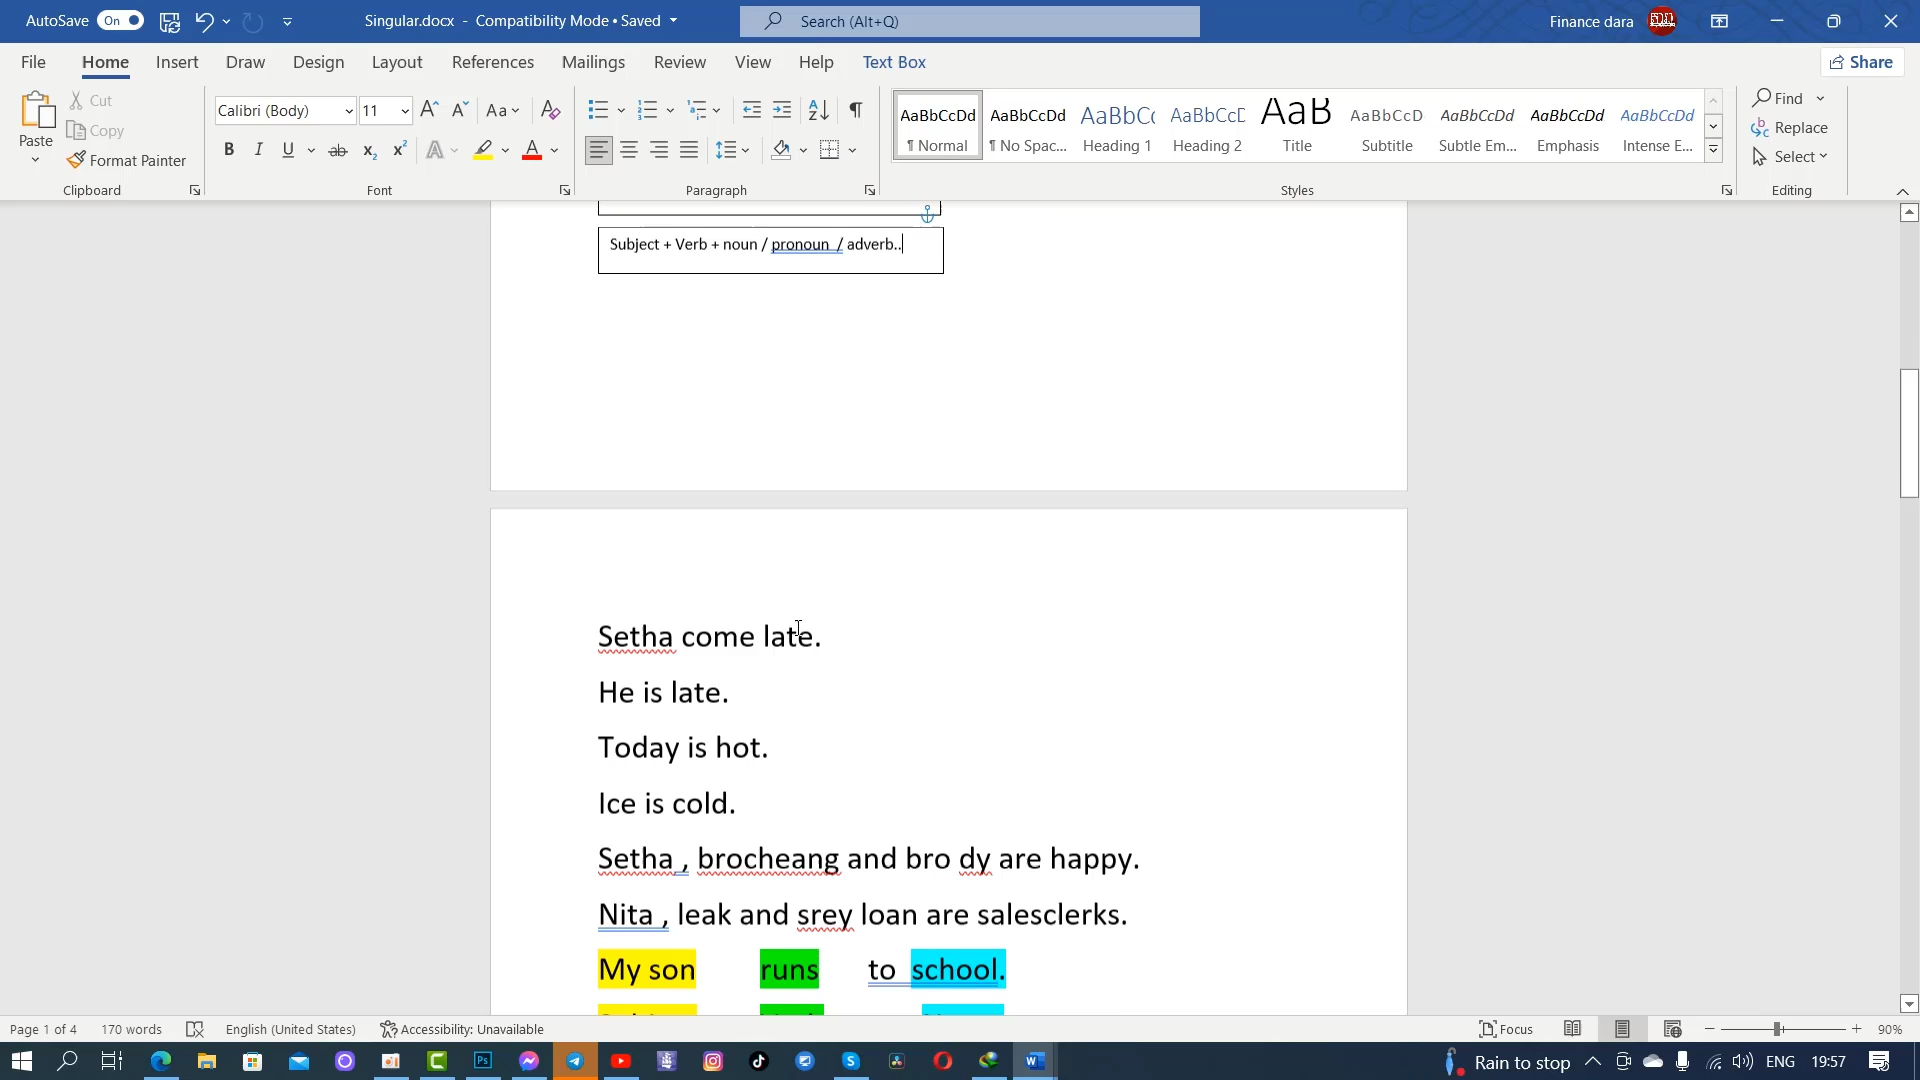 AutoSave On Singular.docx - Compatibility Mode • Saved Search (Alt+Q) Finance dara
File Home Insert Draw Design Layout References Mailings Review View Help Text Box Share
Paste Cut Copy Format Painter
Calibri (Body) 11 Aa
B I U ab x₂ x² A A
AaBbCcDd AaBbCcDd AaBbCc AaBbCcC AaB AaBbCcD AaBbCcDd AaBbCcDd AaBbCcDd
¶ Normal ¶ No Spac... Heading 1 Heading 2 Title Subtitle Subtle Em... Emphasis Intense E...
Find
Replace
Select
Clipboard Font Paragraph Styles Editing
Subject + Verb + noun / pronoun / adverb..
Setha come late.
He is late.
Today is hot.
Ice is cold.
Setha , brocheang and bro dy are happy.
Nita , leak and srey loan are salesclerks.
My son runs to school.
Page 1 of 4 170 words English (United States) Accessibility: Unavailable Focus 90%
Rain to stop ENG 19:57